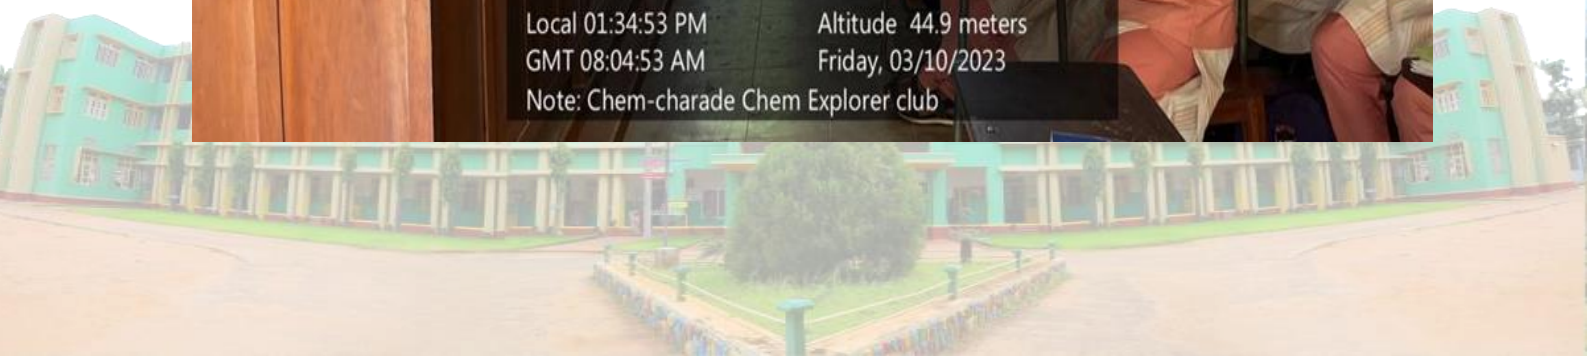 Local 01:34:53 PM
Altitude 44.9 meters
GMT 08:04:53 AM
Friday, 03/10/2023
Note: Chem-charade Chem Explorer club